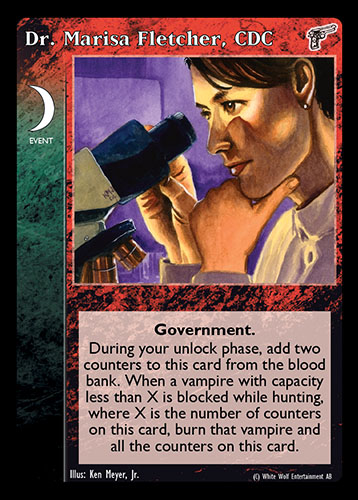 Dr. Marisa Fletcher, CDC
EVENT
Government.
During your unlock phase, add two
counters to this card from the blood
bank. When a vampire with capacity
less than X is blocked while hunting,
where X is the number of counters
on this card, burn that vampire and
all the counters on this card.
Illus: Ken Meyer, Jr.
(C) White Wolf Entertainment AB